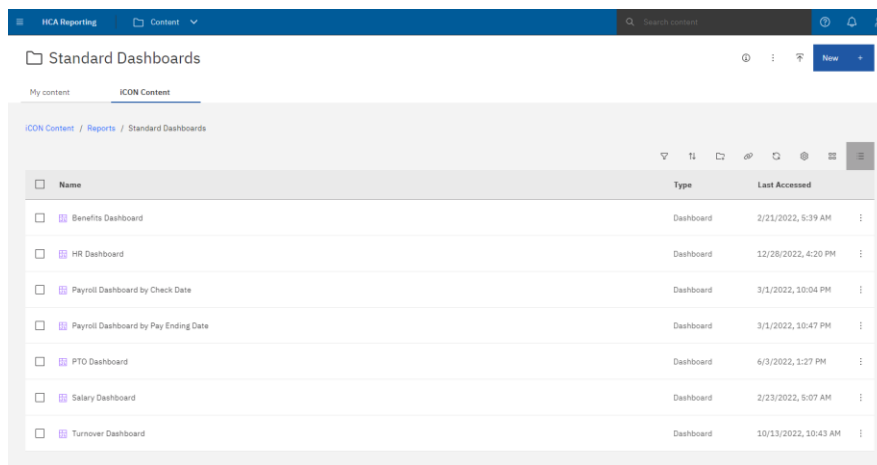 HCA Reporting Content Search content
Standard Dashboards New +
My content iCON Content
iCON Content / Reports / Standard Dashboards
Name Type Last Accessed
Benefits Dashboard Dashboard 2/21/2022, 5:39 AM
HR Dashboard Dashboard 12/28/2022, 4:20 PM
Payroll Dashboard by Check Date Dashboard 3/1/2022, 10:04 PM
Payroll Dashboard by Pay Ending Date Dashboard 3/1/2022, 10:47 PM
PTO Dashboard Dashboard 6/3/2022, 1:27 PM
Salary Dashboard Dashboard 2/23/2022, 5:07 AM
Turnover Dashboard Dashboard 10/13/2022, 10:43 AM